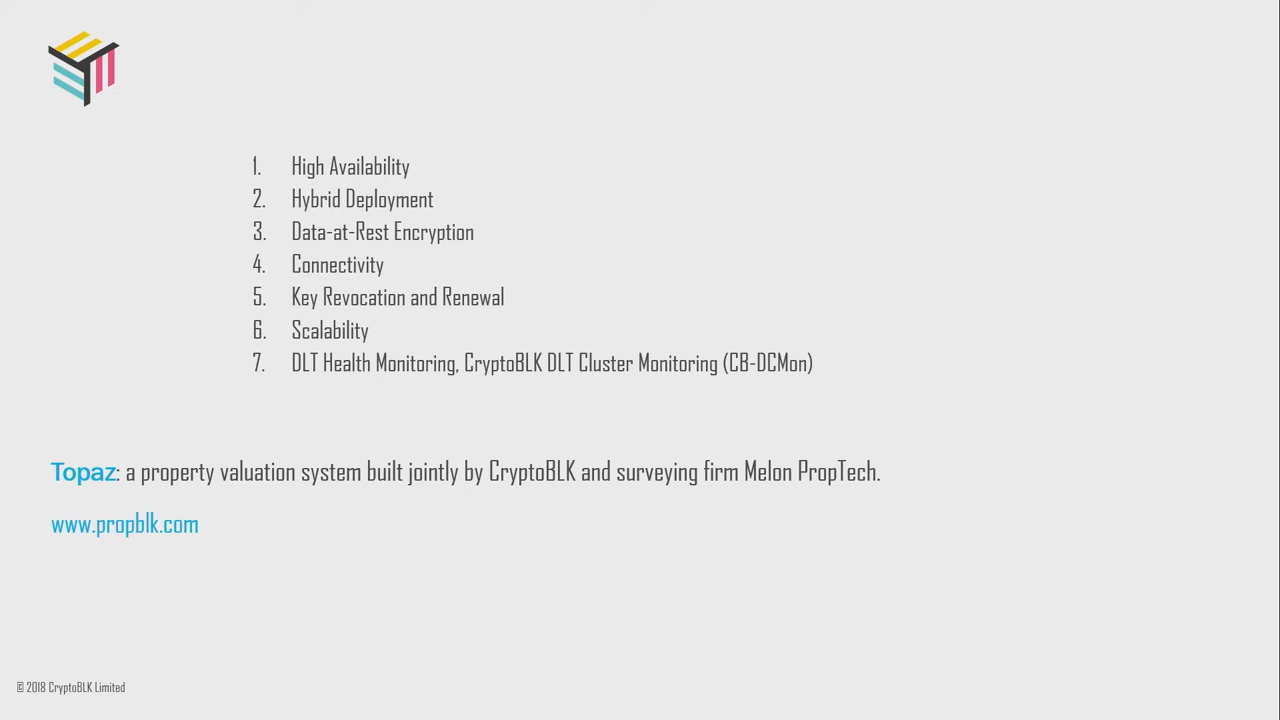 1. High Availability
2. Hybrid Deployment
3. Data-at-Rest Encryption
4. Connectivity
5. Key Revocation and Renewal
6. Scalability
7. DLT Health Monitoring, CryptoBLK DLT Cluster Monitoring (CB-DCMon)
Topaz: a property valuation system built jointly by CryptoBLK and surveying firm Melon PropTech.
www.propblk.com
© 2018 CryptoBLK Limited